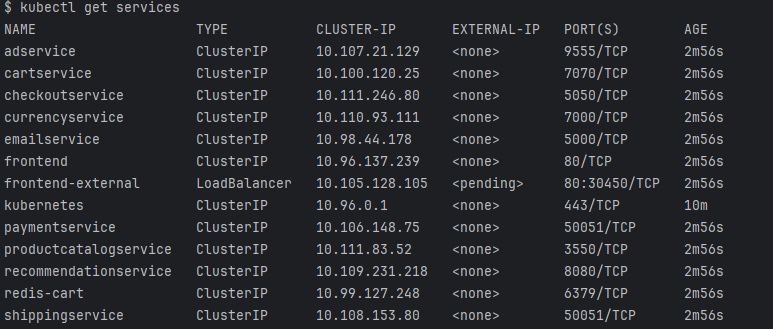 $ kubectl get services
NAME TYPE CLUSTER-IP EXTERNAL-IP PORT(S) AGE
adservice ClusterIP 10.107.21.129 <none> 9555/TCP 2m56s
cartservice ClusterIP 10.100.120.25 <none> 7070/TCP 2m56s
checkoutservice ClusterIP 10.111.246.80 <none> 5050/TCP 2m56s
currencyservice ClusterIP 10.110.93.111 <none> 7000/TCP 2m56s
emailservice ClusterIP 10.98.44.178 <none> 5000/TCP 2m56s
frontend ClusterIP 10.96.137.239 <none> 80/TCP 2m56s
frontend-external LoadBalancer 10.105.128.105 <pending> 80:30450/TCP 2m56s
kubernetes ClusterIP 10.96.0.1 <none> 443/TCP 10m
paymentservice ClusterIP 10.106.148.75 <none> 50051/TCP 2m56s
productcatalogservice ClusterIP 10.111.83.52 <none> 3550/TCP 2m56s
recommendationservice ClusterIP 10.109.231.218 <none> 8080/TCP 2m56s
redis-cart ClusterIP 10.99.127.248 <none> 6379/TCP 2m56s
shippingservice ClusterIP 10.108.153.80 <none> 50051/TCP 2m56s